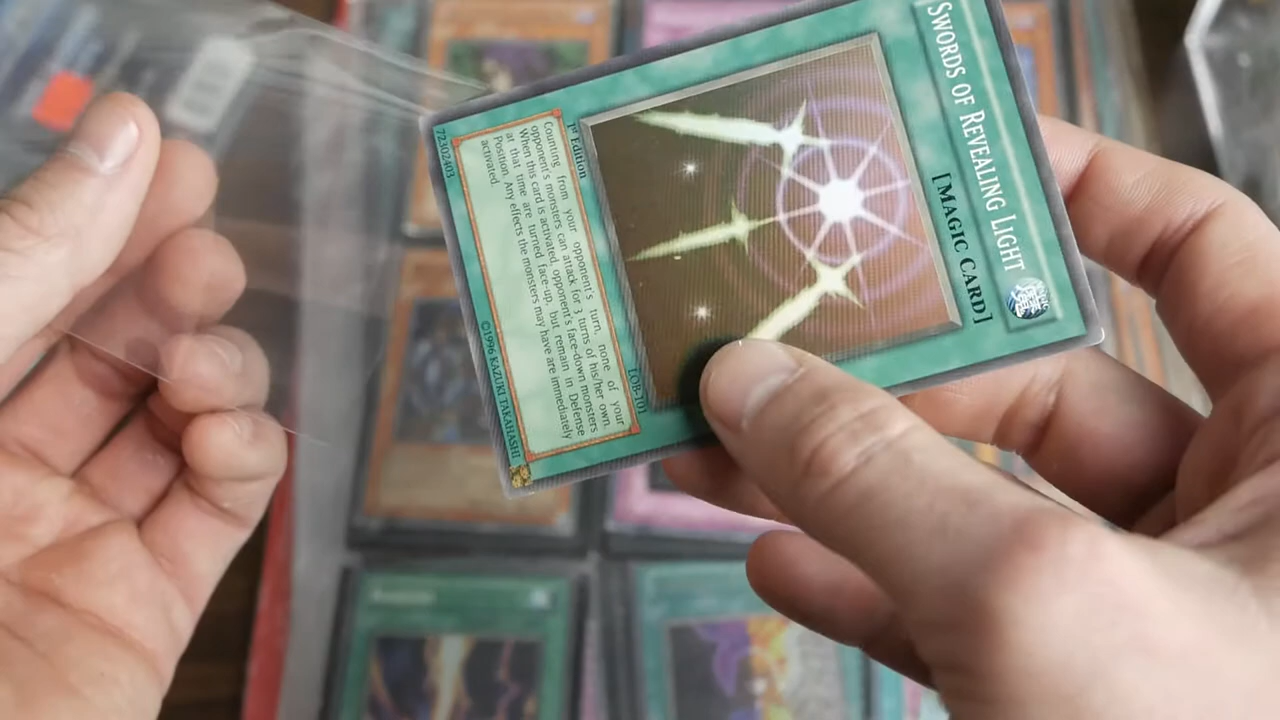 SWORDS OF REVEALING LIGHT
[MAGIC CARD]
LOB-101
1st Edition
Counting from your opponent's turn, none of your
opponent's monsters can attack for 3 turns of his/her own.
When this card is activated, opponent's face-down monsters
at that time are turned face-up, but remain in Defense
Position. Any effects the monsters may have are immediately
activated.
72302403
©1996 KAZUKI TAKAHASHI